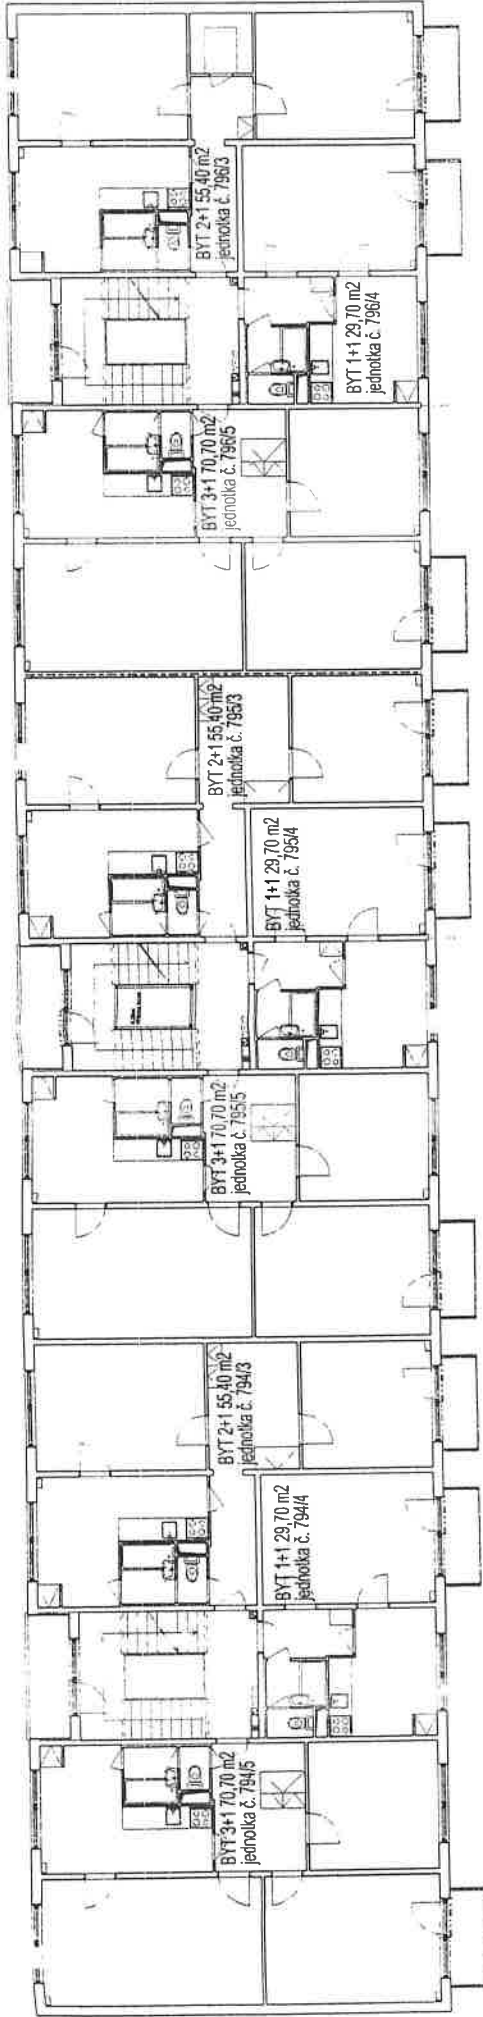 BYT 2+1 55,40 m2
jednotka č. 796/3
BYT 1+1 29,70 m2
jednotka č. 796/4
BYT 3+1 70,70 m2
jednotka č. 796/5
BYT 2+1 55,40 m2
jednotka č. 795/3
BYT 1+1 29,70 m2
jednotka č. 795/4
BYT 3+1 70,70 m2
jednotka č. 795/5
BYT 2+1 55,40 m2
jednotka č. 794/3
BYT 1+1 29,70 m2
jednotka č. 794/4
BYT 3+1 70,70 m2
jednotka č. 794/5